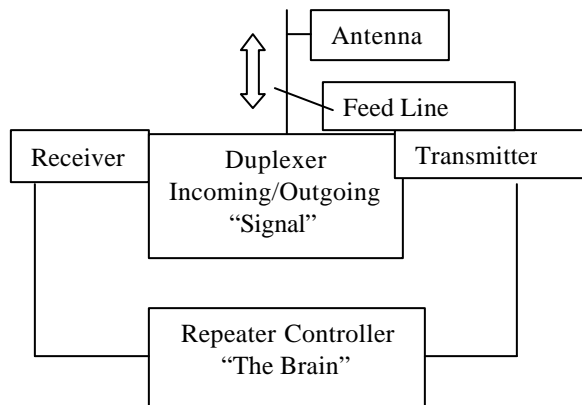 Antenna
Feed Line
Receiver
Duplexer
Incoming/Outgoing
“Signal”
Transmitter
Repeater Controller
“The Brain”